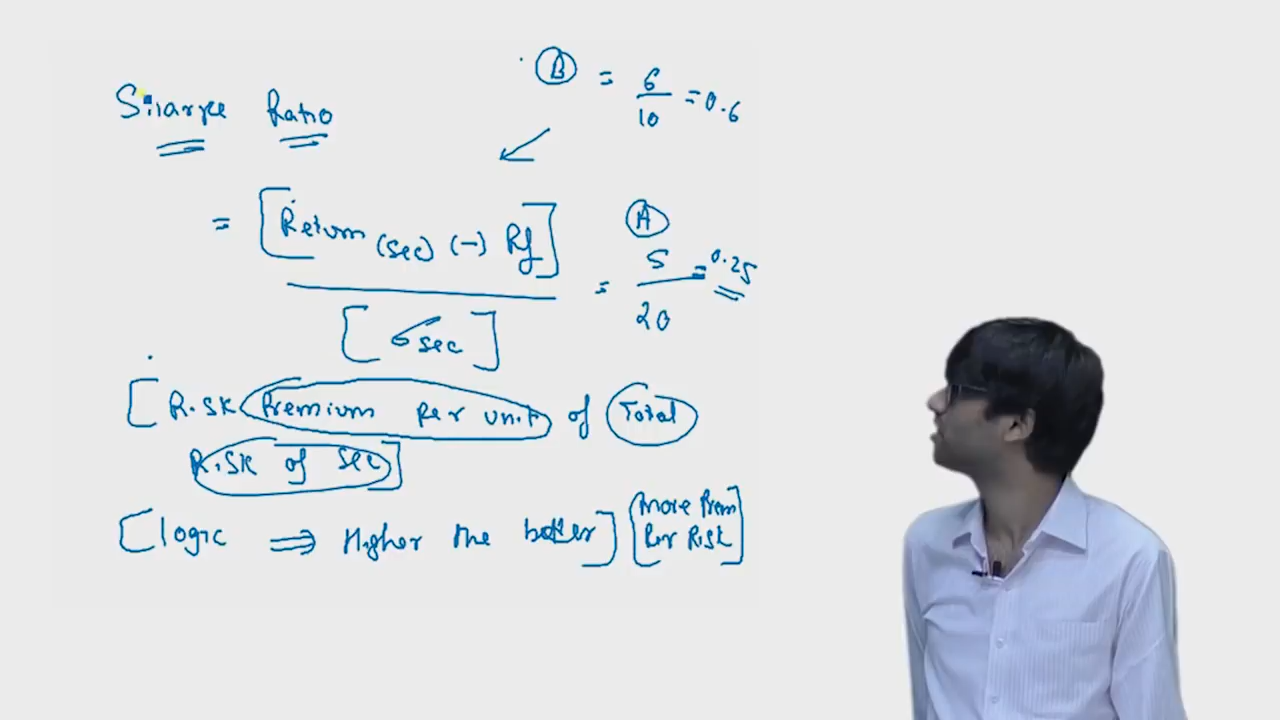 B = 6/10 = 0.6
Sharpe Ratio
= [Return (sec) (-) Rf] / [σsec] = A 5/20 = 0.25
[Risk Premium per unit of Total
Risk of sec]
[logic ⇒ Higher the better] [more Prem
Per Risk]